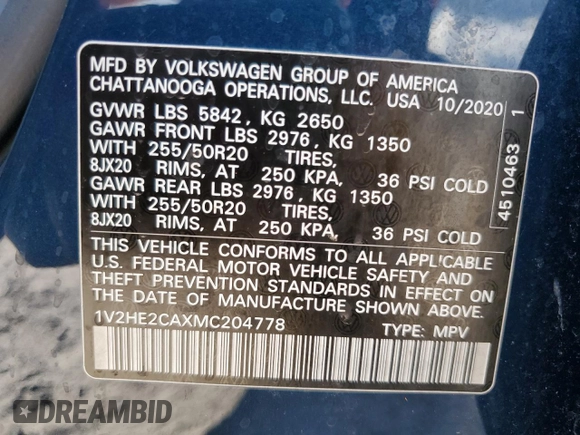 MFD BY VOLKSWAGEN GROUP OF AMERICA
CHATTANOOGA OPERATIONS, LLC. USA 10/2020
GVWR LBS 5842, KG 2650
GAWR FRONT LBS 2976, KG 1350
WITH 255/50R20 TIRES,
8JX20 RIMS, AT 250 KPA, 36 PSI COLD
GAWR REAR LBS 2976, KG 1350
WITH 255/50R20 TIRES,
8JX20 RIMS, AT 250 KPA, 36 PSI COLD
THIS VEHICLE CONFORMS TO ALL APPLICABLE
U.S. FEDERAL MOTOR VEHICLE SAFETY AND
THEFT PREVENTION STANDARDS IN EFFECT ON
THE DATE OF MANUFACTURE SHOWN ABOVE.
1V2HE2CAXMC204778 TYPE: MPV
4510463 1
DREAMBID